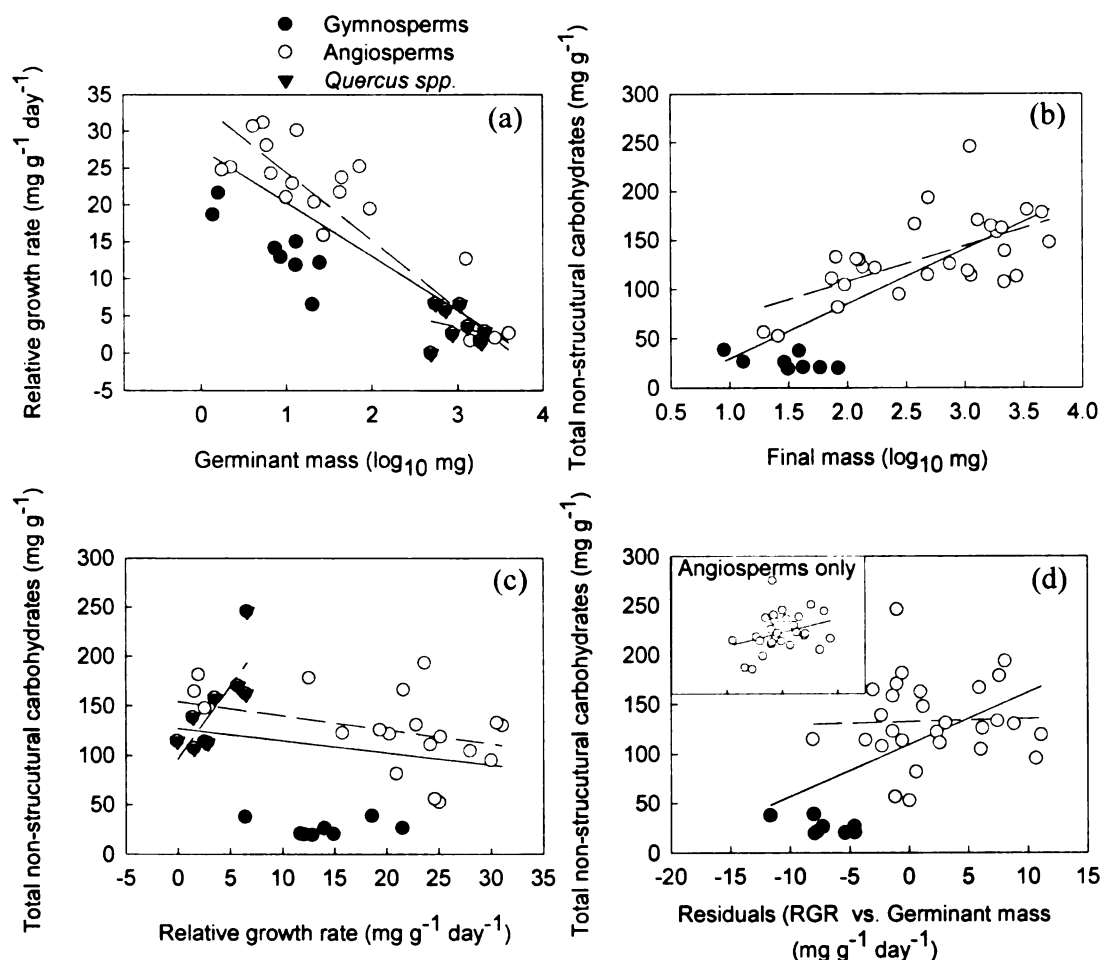 Gymnosperms
Angiosperms
Quercus spp.
Relative growth rate (mg g-1 day-1)
35
30
25
20
15
10
5
0
-5
(a)
0 1 2 3 4
Germinant mass (log10 mg)
Total non-strucutural carbohydrates (mg g-1)
300
250
200
150
100
50
0
(b)
0.5 1.0 1.5 2.0 2.5 3.0 3.5 4.0
Final mass (log10 mg)
Total non-strucutural carbohydrates (mg g-1)
300
250
200
150
100
50
0
(c)
-5 0 5 10 15 20 25 30 35
Relative growth rate (mg g-1 day-1)
Total non-strucutural carbohydrates (mg g-1)
300
250
200
150
100
50
0
Angiosperms only
(d)
-20 -15 -10 -5 0 5 10 15
Residuals (RGR vs. Germinant mass
(mg g-1 day-1)